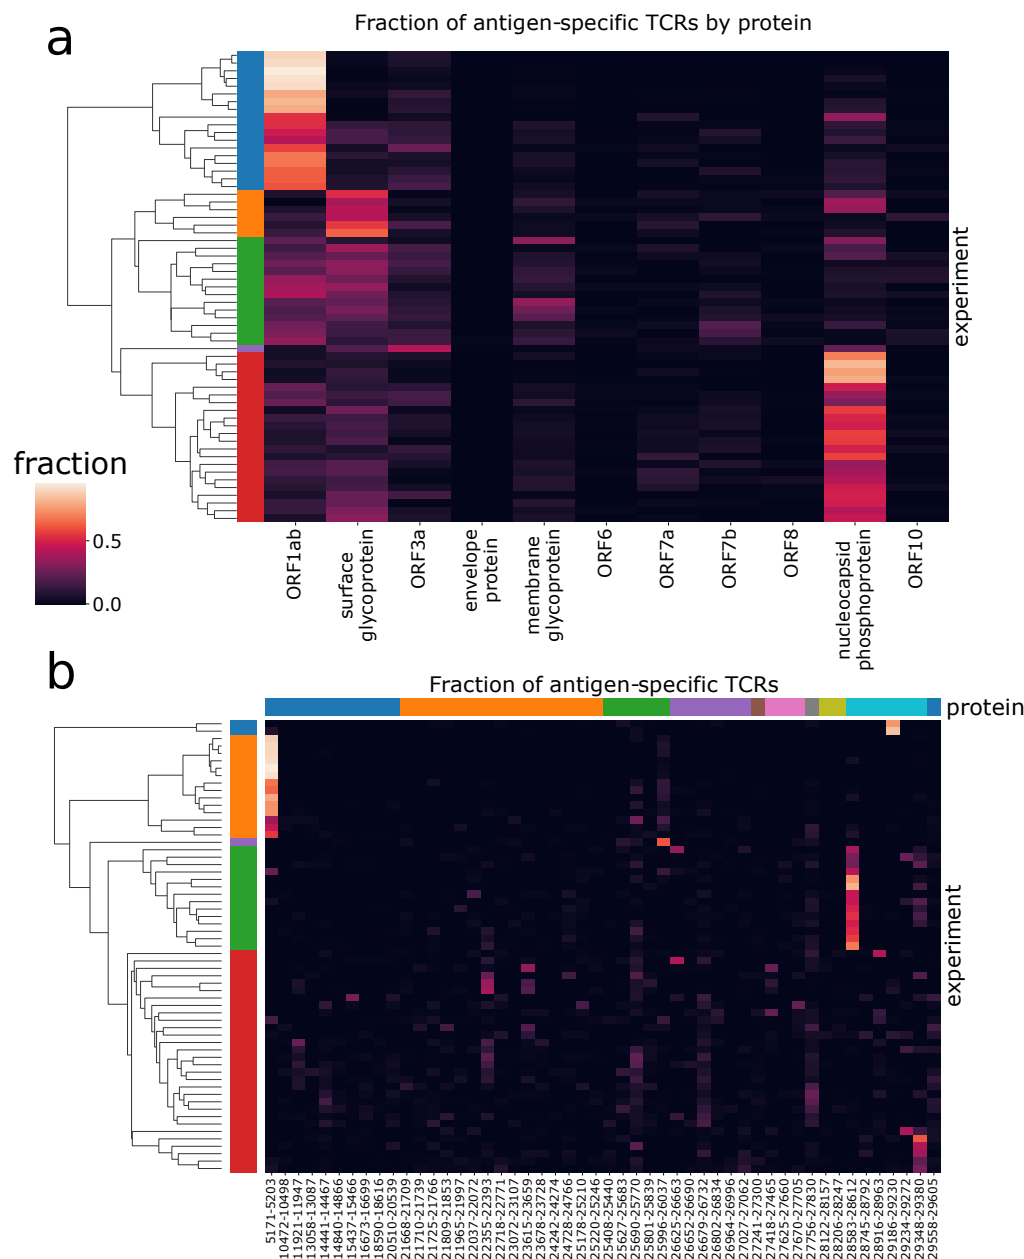 a
Fraction of antigen-specific TCRs by protein
experiment
fraction
0.5
0.0
ORF1ab
surface
glycoprotein
ORF3a
envelope
protein
membrane
glycoprotein
ORF6
ORF7a
ORF7b
ORF8
nucleocapsid
phosphoprotein
ORF10
b
Fraction of antigen-specific TCRs
protein
experiment
5171-5203
10472-10498
11921-11947
13058-13087
14441-14467
14840-14866
15437-15466
16673-16699
18590-18616
20510-20539
21668-21709
21710-21739
21725-21766
21809-21853
21965-21997
22037-22072
22355-22393
22718-22771
23072-23107
23615-23659
23678-23728
24242-24274
24728-24766
25178-25210
25220-25246
25408-25440
25627-25683
25690-25770
25801-25839
25996-26037
26625-26663
26652-26690
26679-26732
26802-26834
26964-26996
27027-27062
27241-27300
27418-27465
27628-27660
27670-27705
27756-27830
28122-28157
28206-28247
28583-28612
28745-28792
28916-28963
29186-29230
29234-29272
29348-29380
29558-29605